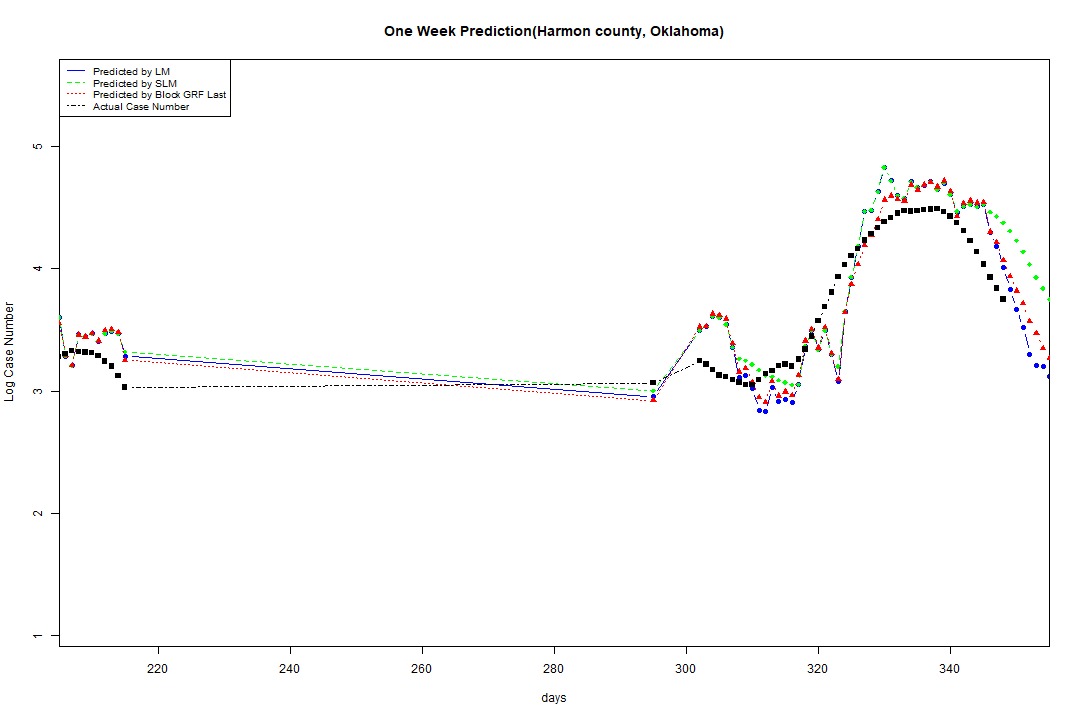 One Week Prediction(Harmon county, Oklahoma)
Predicted by LM
Predicted by SLM
Predicted by Block GRF Last
Actual Case Number
5
4
3
2
1
Log Case Number
220 240 260 280 300 320 340
days